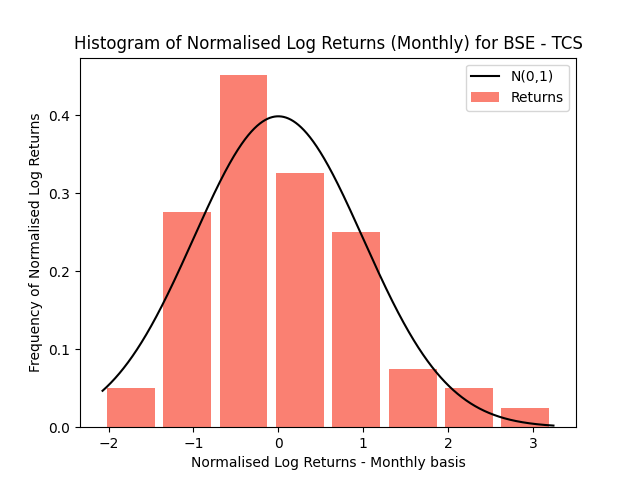 Histogram of Normalised Log Returns (Monthly) for BSE - TCS
N(0,1)
Returns
Frequency of Normalised Log Returns
0.4
0.3
0.2
0.1
0.0
−2 −1 0 1 2 3
Normalised Log Returns - Monthly basis